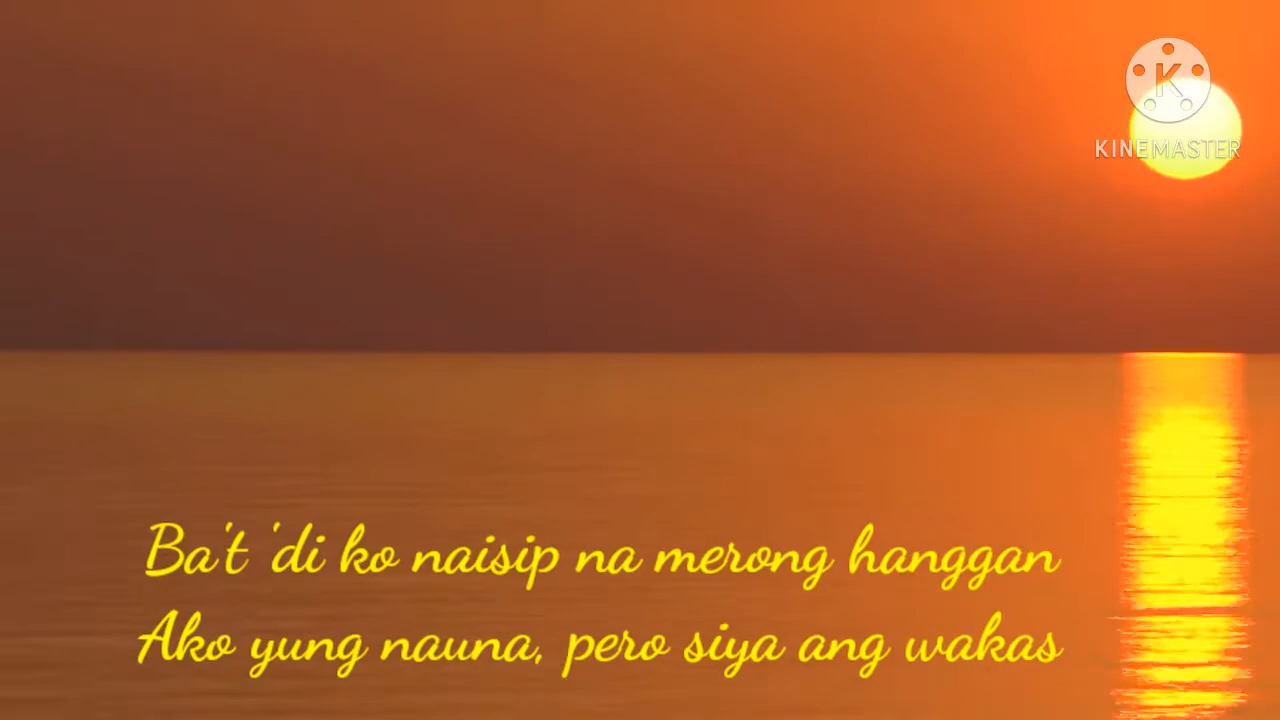 K
KINEMASTER
Ba't 'di ko naisip na merong hanggan
Ako yung nauna, pero siya ang wakas